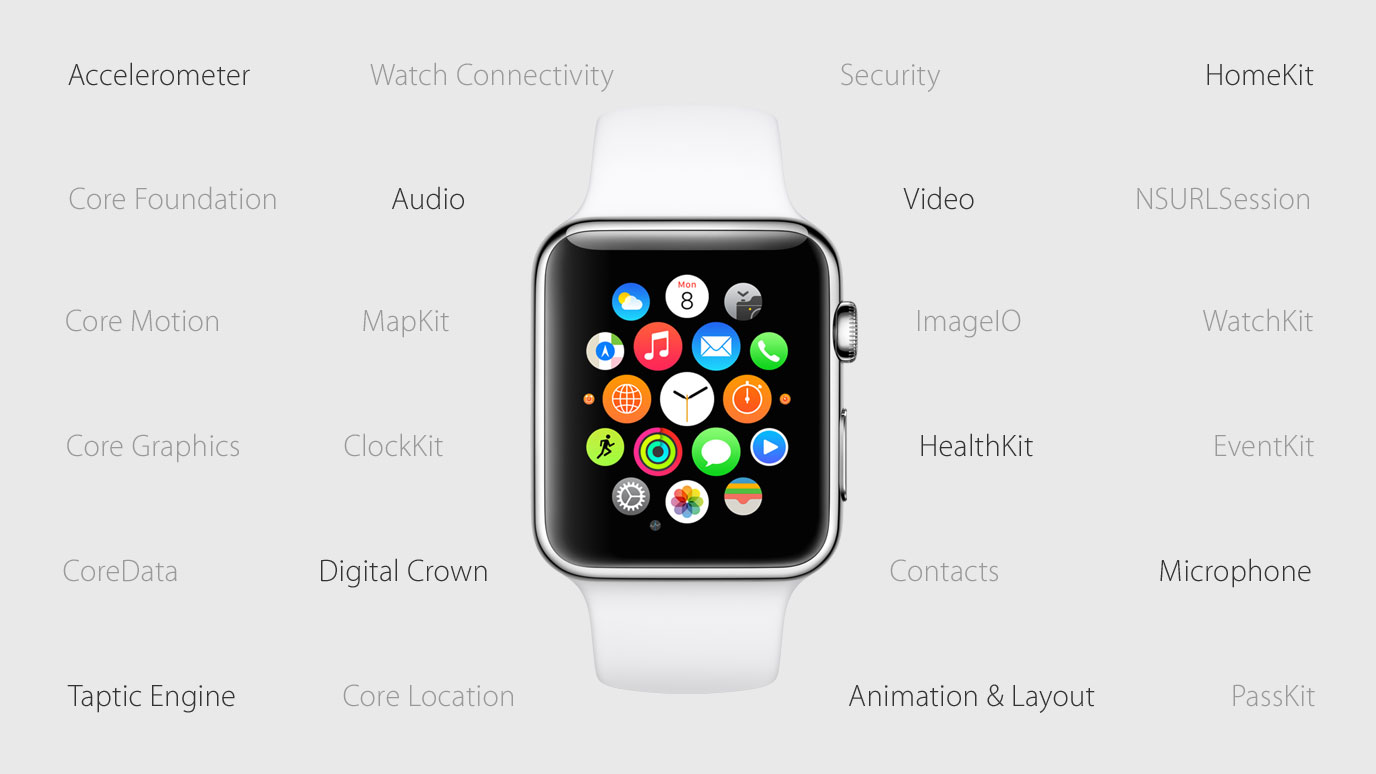 Accelerometer
Watch Connectivity
Security
HomeKit
Core Foundation
Audio
Video
NSURLSession
Mon
8
Core Motion
MapKit
ImageIO
WatchKit
Core Graphics
ClockKit
HealthKit
EventKit
CoreData
Digital Crown
Contacts
Microphone
Taptic Engine
Core Location
Animation & Layout
PassKit